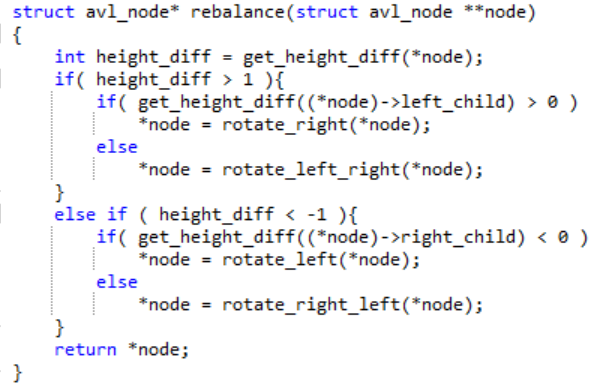 struct avl_node* rebalance(struct avl_node **node)
{
    int height_diff = get_height_diff(*node);
    if( height_diff > 1 ){
        if( get_height_diff((*node)->left_child) > 0 )
            *node = rotate_right(*node);
        else
            *node = rotate_left_right(*node);
    }
    else if ( height_diff < -1 ){
        if( get_height_diff((*node)->right_child) < 0 )
            *node = rotate_left(*node);
        else
            *node = rotate_right_left(*node);
    }
    return *node;
}